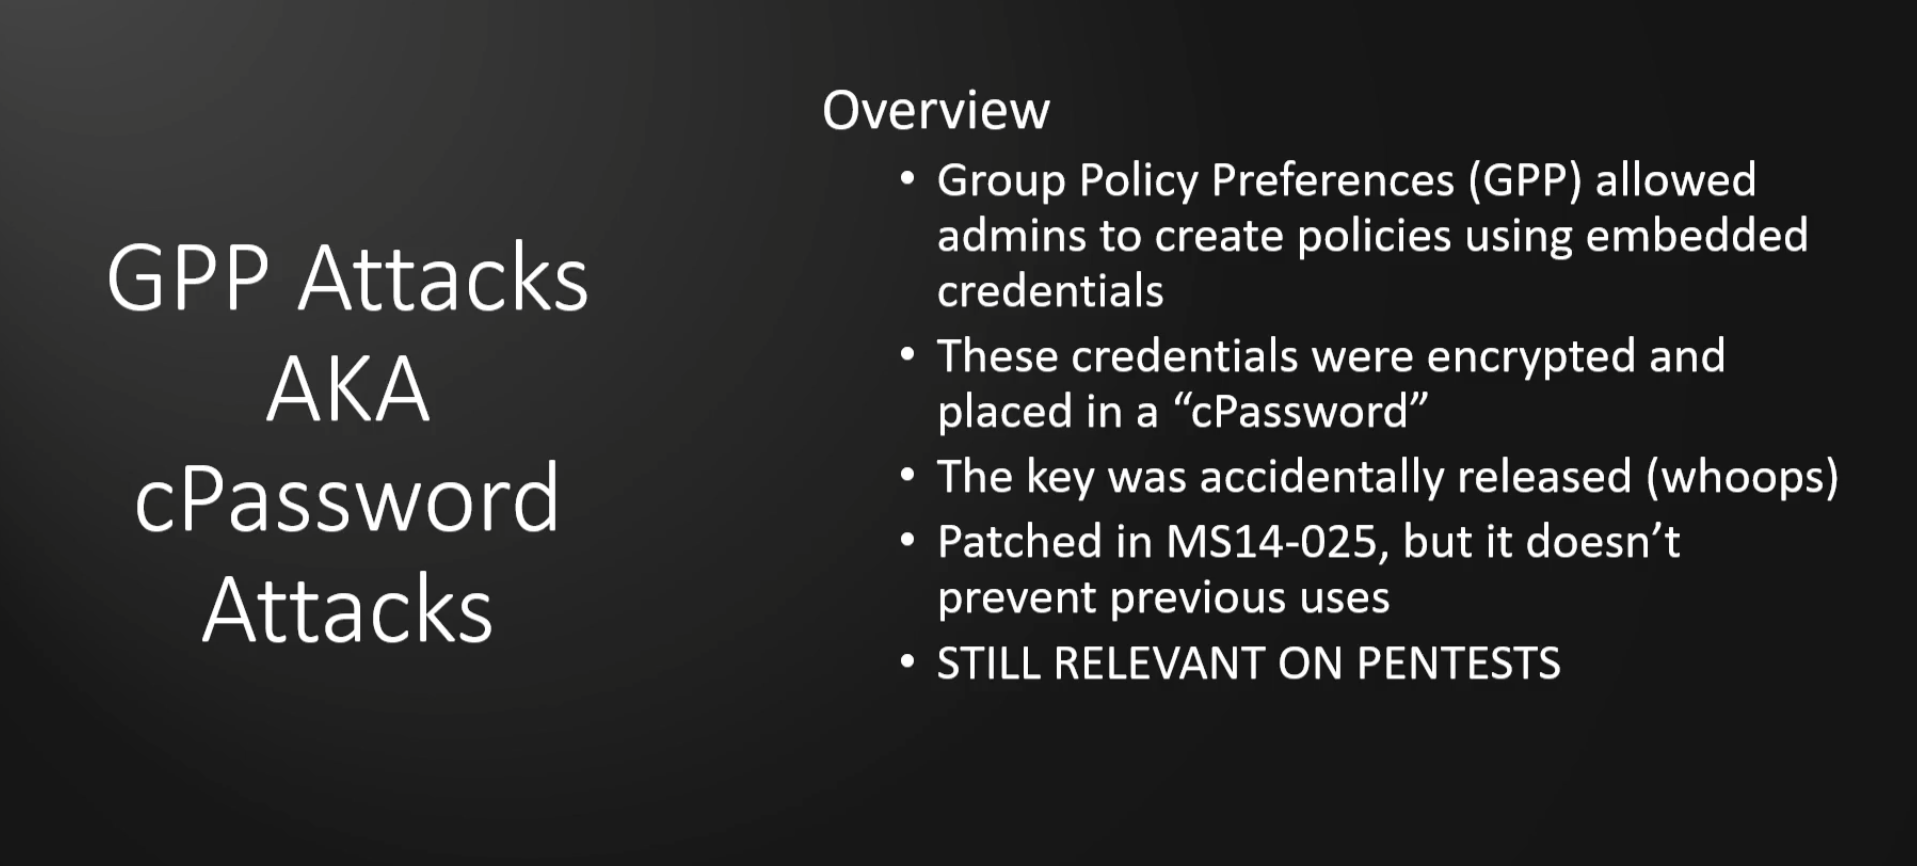 GPP Attacks
AKA
cPassword
Attacks
Overview
• Group Policy Preferences (GPP) allowed
admins to create policies using embedded
credentials
• These credentials were encrypted and
placed in a “cPassword”
• The key was accidentally released (whoops)
• Patched in MS14-025, but it doesn’t
prevent previous uses
• STILL RELEVANT ON PENTESTS